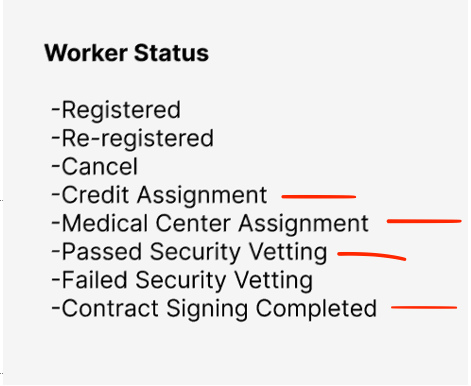 Worker Status
-Registered
-Re-registered
-Cancel
-Credit Assignment
-Medical Center Assignment
-Passed Security Vetting
-Failed Security Vetting
-Contract Signing Completed